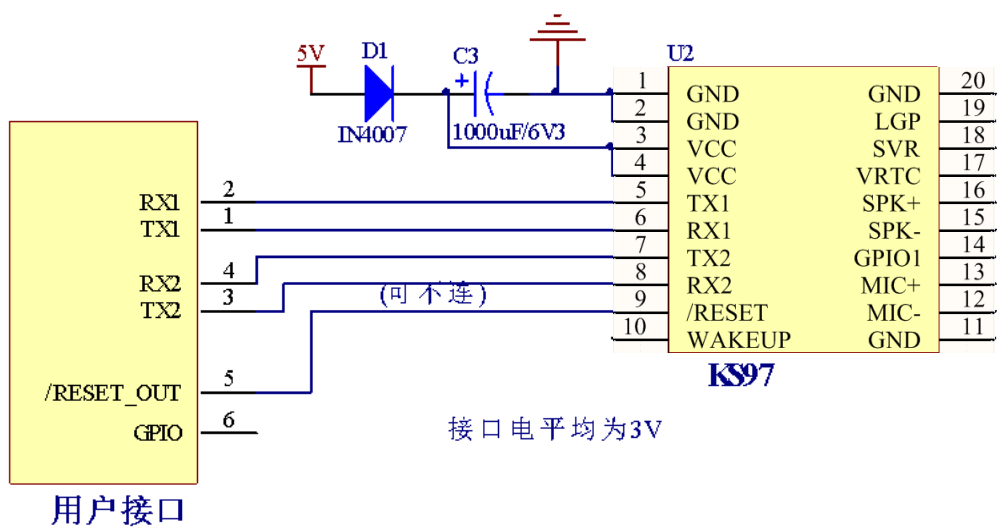 5V
D1
IN4007
C3
+
1000uF/6V3
U2
1 GND GND 20
2 GND LGP 19
3 VCC SVR 18
4 VCC VRTC 17
5 TX1 SPK+ 16
6 RX1 SPK- 15
7 TX2 GPIO1 14
8 RX2 MIC+ 13
9 /RESET MIC- 12
10 WAKEUP GND 11
KS97
RX1 2
TX1 1
RX2 4
TX2 3
(可不连)
/RESET_OUT 5
GPIO 6
接口电平均为3V
用户接口